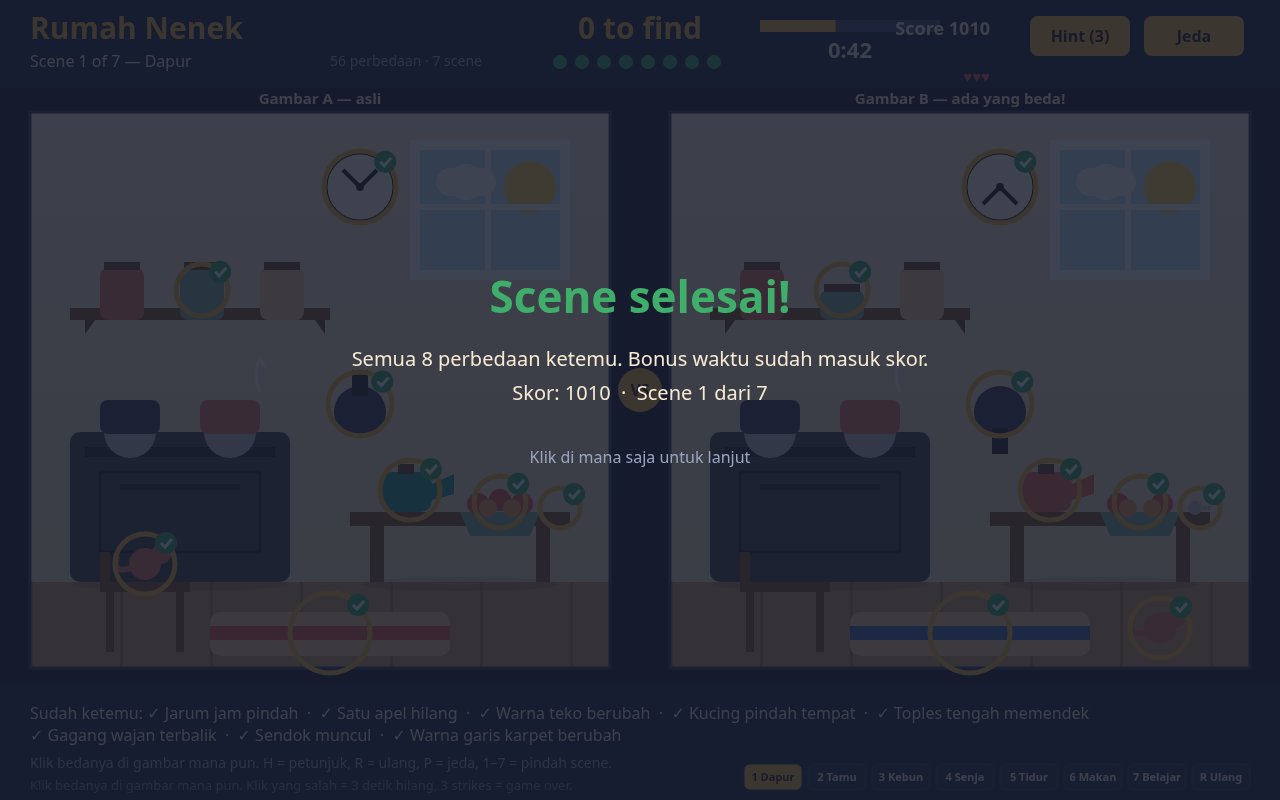 Rumah Nenek
0 to find
Score 1010
Hint (3)
Jeda
Scene 1 of 7 — Dapur
56 perbedaan · 7 scene
0:42
♥♥♥
Gambar A — asli
Gambar B — ada yang beda!
Scene selesai!
Semua 8 perbedaan ketemu. Bonus waktu sudah masuk skor.
Skor: 1010 · Scene 1 dari 7
Klik di mana saja untuk lanjut
Sudah ketemu: ✓ Jarum jam pindah · ✓ Satu apel hilang · ✓ Warna teko berubah · ✓ Kucing pindah tempat · ✓ Toples tengah memendek
✓ Gagang wajan terbalik · ✓ Sendok muncul · ✓ Warna garis karpet berubah
Klik bedanya di gambar mana pun. H = petunjuk, R = ulang, P = jeda, 1–7 = pindah scene.
1 Dapur
2 Tamu
3 Kebun
4 Senja
5 Tidur
6 Makan
7 Belajar
R Ulang
Klik bedanya di gambar mana pun. Klik yang salah = 3 detik hilang, 3 strikes = game over.